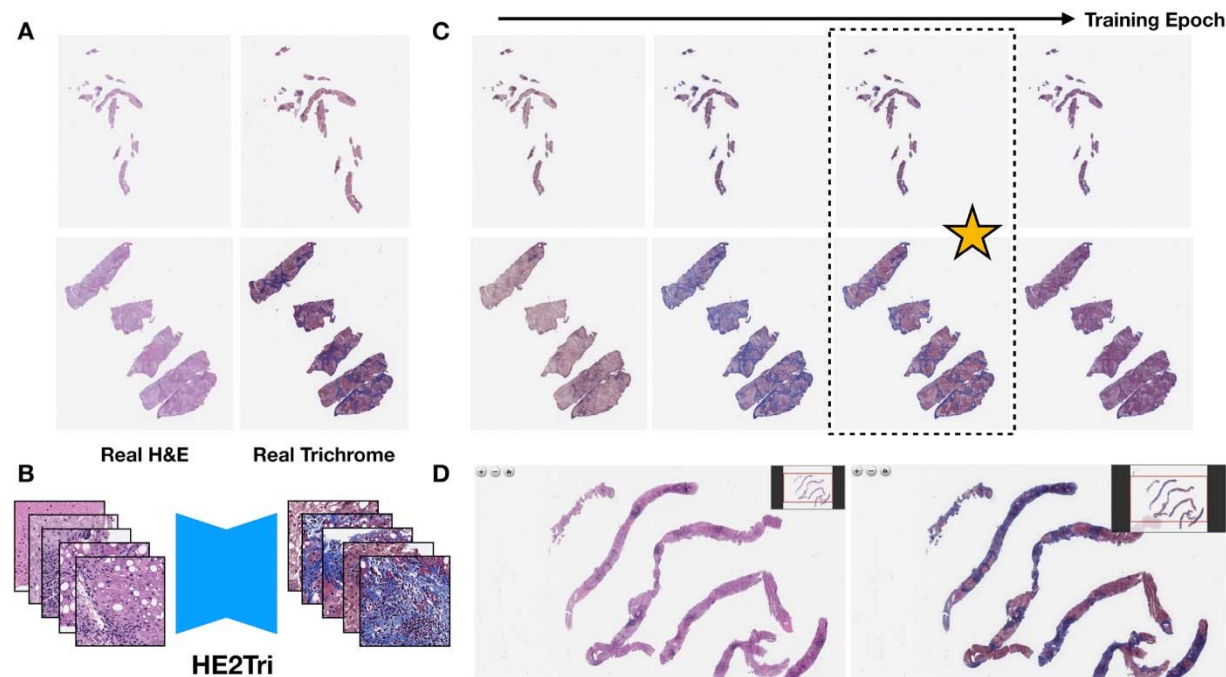 A
C
Training Epoch
Real H&E
Real Trichrome
B
D
HE2Tri